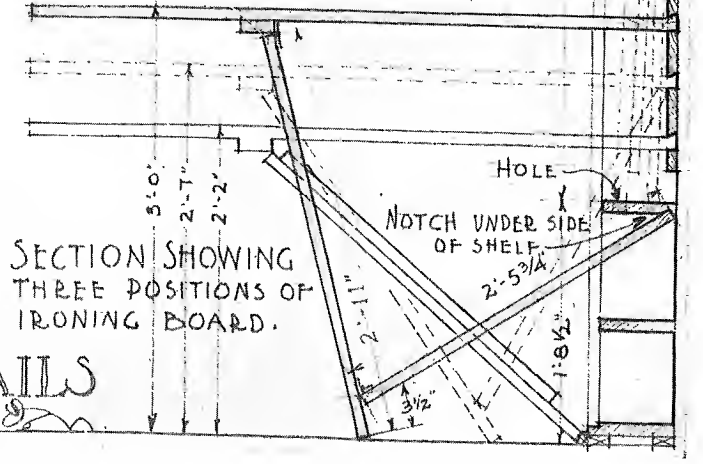 HOLE
NOTCH UNDER SIDE
OF SHELF
2'-5 3/4"
SECTION SHOWING
THREE POSITIONS OF
IRONING BOARD.
3'-0"
2'-7"
2'-2"
2'-11"
3 1/2"
1'-8 1/2"
AILS